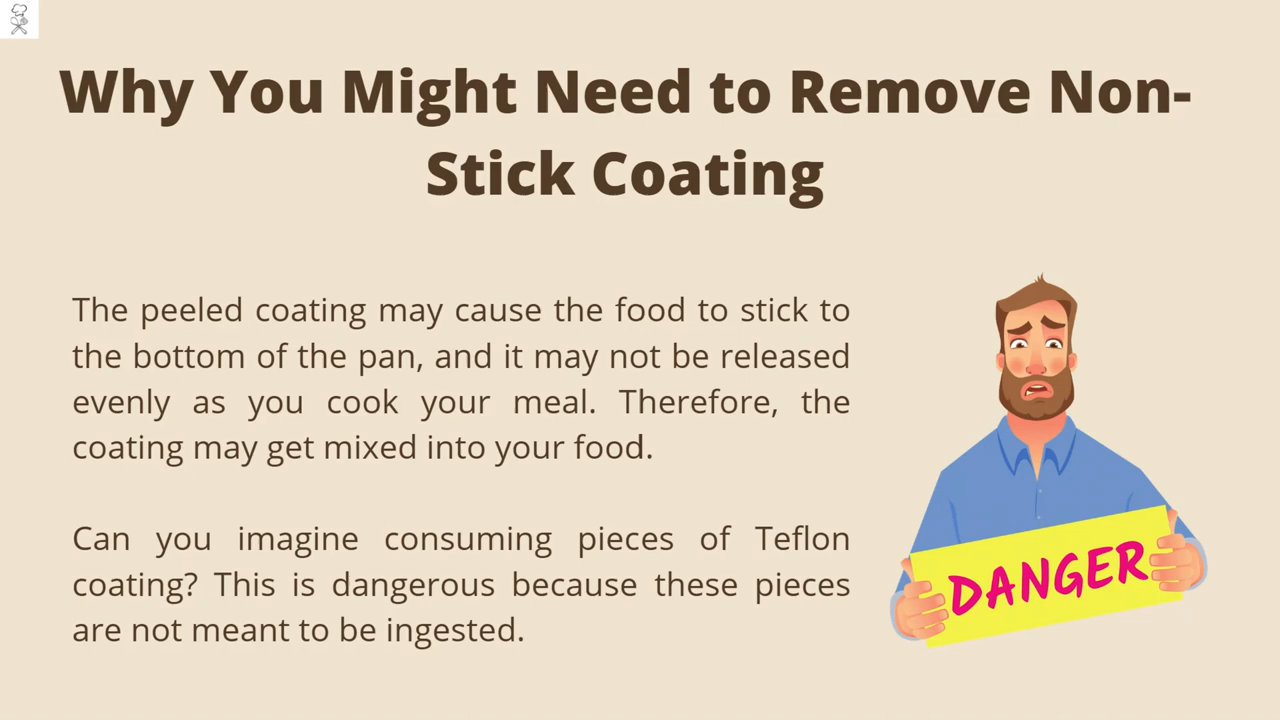 Why You Might Need to Remove Non-
Stick Coating
The peeled coating may cause the food to stick to
the bottom of the pan, and it may not be released
evenly as you cook your meal. Therefore, the
coating may get mixed into your food.
Can you imagine consuming pieces of Teflon
coating? This is dangerous because these pieces
are not meant to be ingested.
DANGER